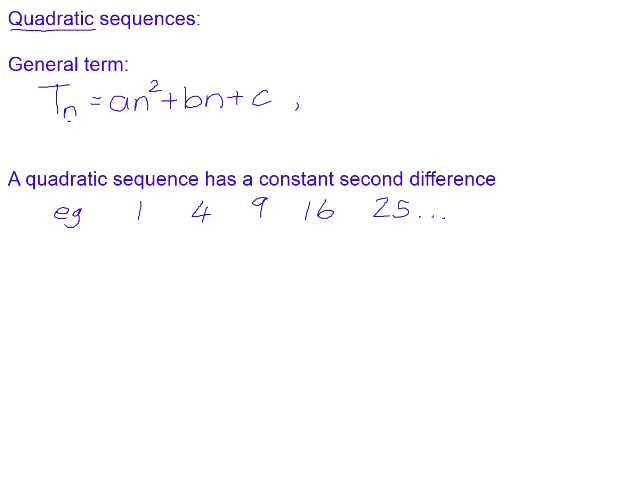 Quadratic sequences:
General term:
Tₙ = an² + bn + c ;
A quadratic sequence has a constant second difference
eg 1 4 9 16 25...